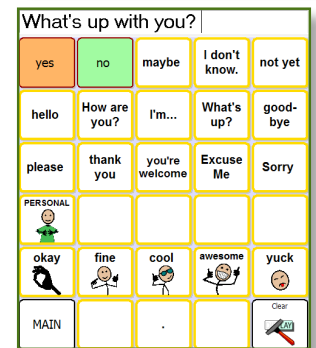 What's up with you?
yes
no
maybe
I don't
know.
not yet
hello
How are
you?
I'm...
What's
up?
good-
bye
please
thank
you
you're
welcome
Excuse
Me
Sorry
PERSONAL
okay
fine
cool
awesome
yuck
MAIN
.
Clear